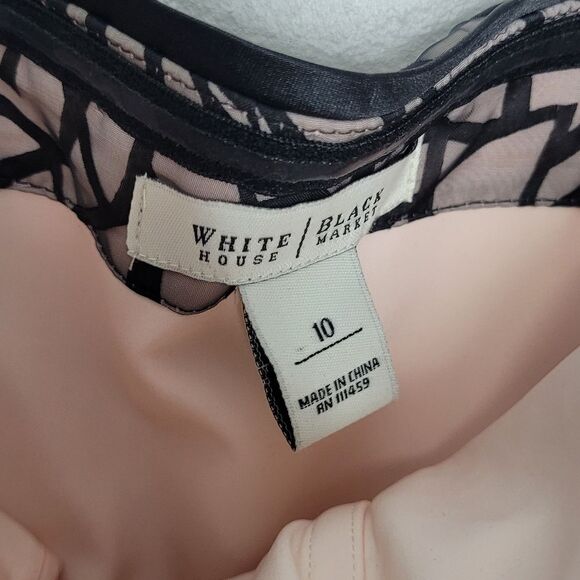 WHITE / BLACK
HOUSE / MARKET
10
MADE IN CHINA
RN 111459